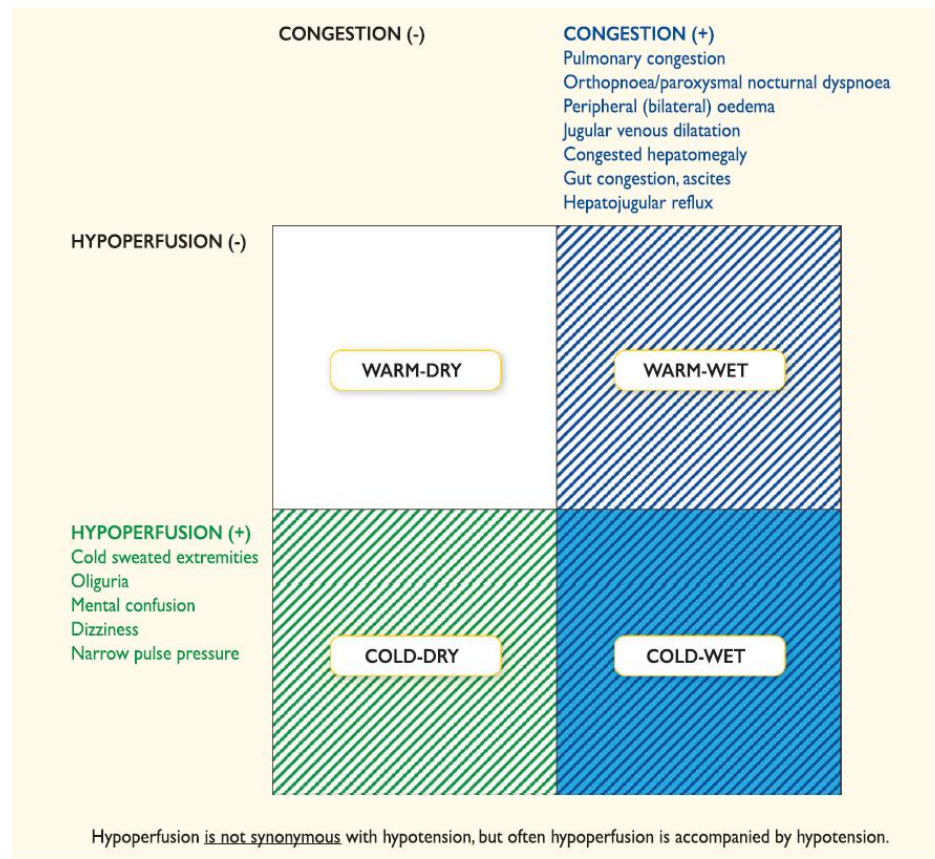 CONGESTION (-)
CONGESTION (+)
Pulmonary congestion
Orthopnoea/paroxysmal nocturnal dyspnoea
Peripheral (bilateral) oedema
Jugular venous dilatation
Congested hepatomegaly
Gut congestion, ascites
Hepatojugular reflux
HYPOPERFUSION (-)
WARM-DRY
WARM-WET
HYPOPERFUSION (+)
Cold sweated extremities
Oliguria
Mental confusion
Dizziness
Narrow pulse pressure
COLD-DRY
COLD-WET
Hypoperfusion is not synonymous with hypotension, but often hypoperfusion is accompanied by hypotension.